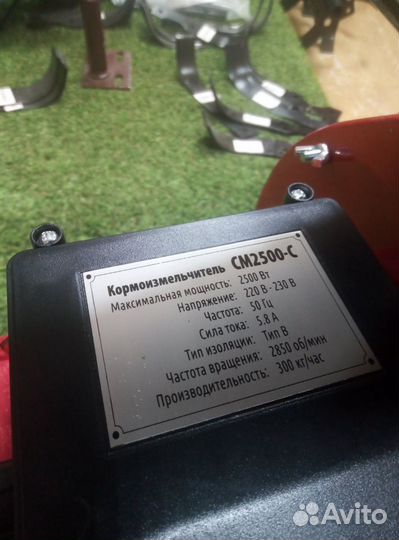 Кормоизмельчитель СМ2500-С
Максимальная мощность: 2500 Вт
Напряжение: 220 В - 230 В
Частота: 50 Гц
Сила тока: 5,8 А
Тип изоляции: Тип В
Частота вращения: 2850 об/мин
Производительность: 300 кг/час
Avito